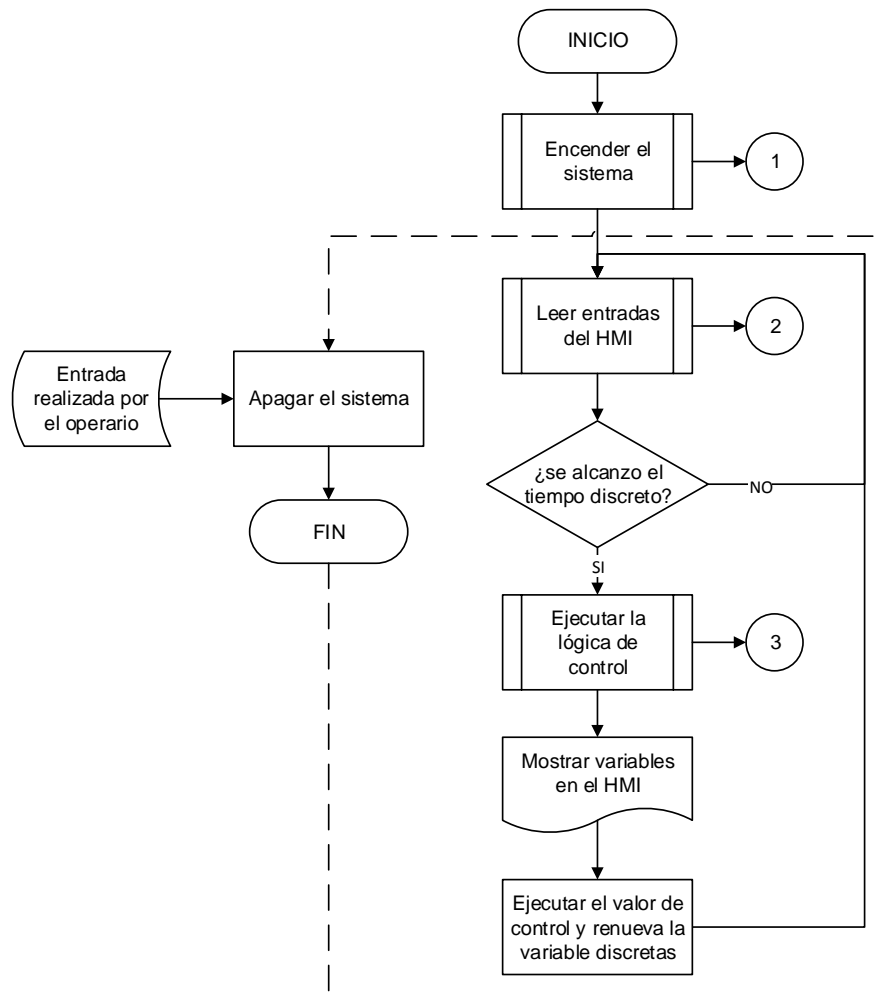 INICIO
Encender el
sistema
1
Leer entradas
del HMI
2
Entrada
realizada por
el operario
Apagar el sistema
¿se alcanzo el
tiempo discreto?
NO
FIN
SI
Ejecutar la
lógica de
control
3
Mostrar variables
en el HMI
Ejecutar el valor de
control y renueva la
variable discretas